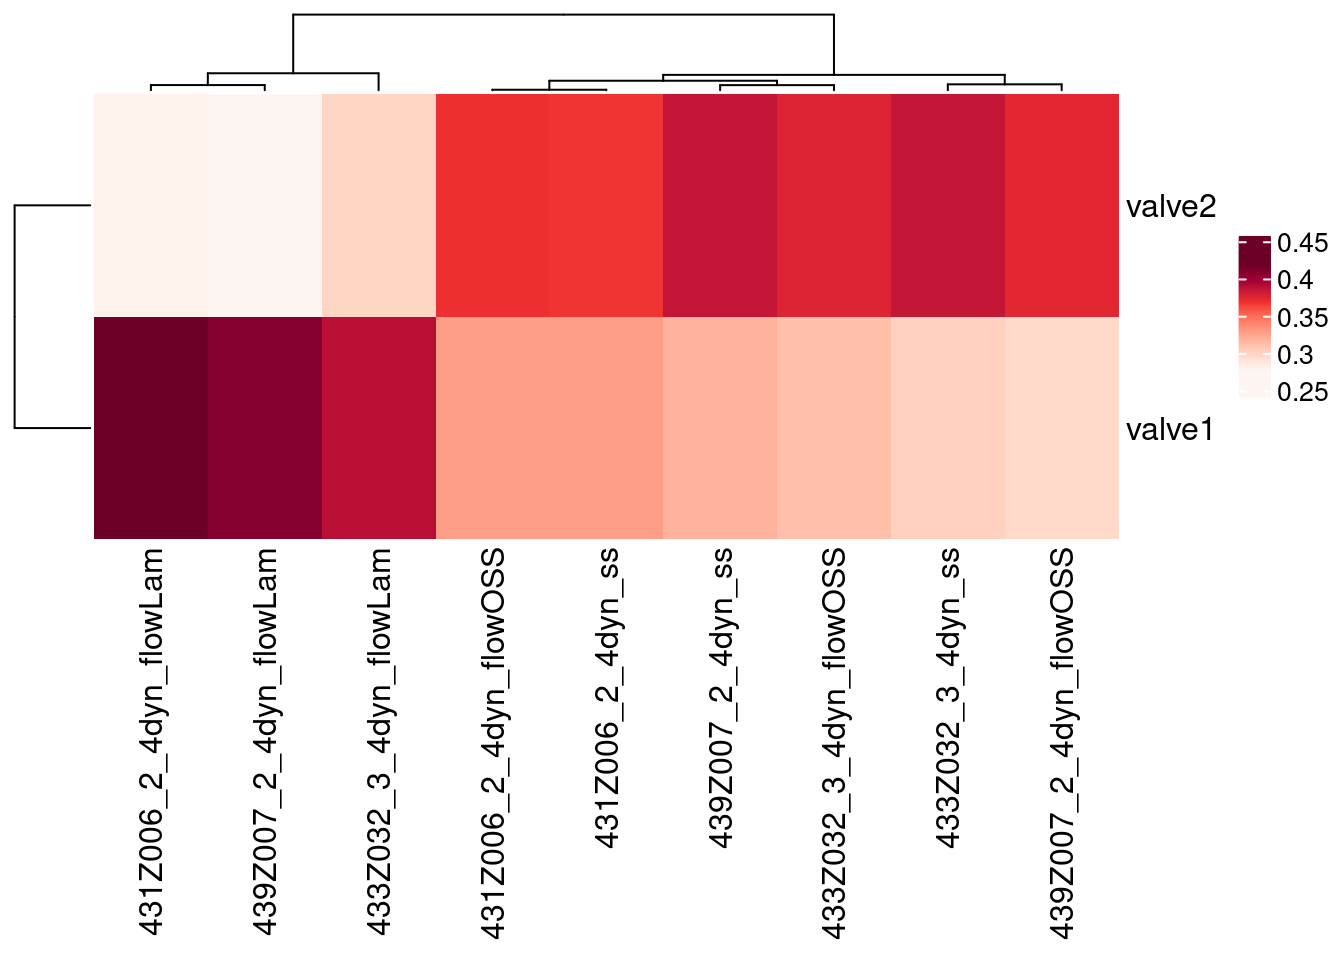 valve2
valve1
0.45
0.4
0.35
0.3
0.25
431Z006_2_4dyn_flowLam
439Z007_2_4dyn_flowLam
433Z032_3_4dyn_flowLam
431Z006_2_4dyn_flowOSS
431Z006_2_4dyn_ss
439Z007_2_4dyn_ss
433Z032_3_4dyn_flowOSS
433Z032_3_4dyn_ss
439Z007_2_4dyn_flowOSS